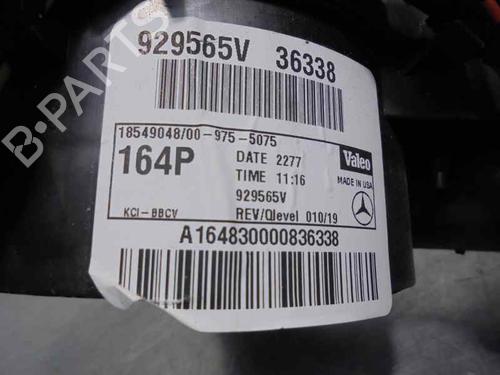 929565V 36338
18549048/00-975-5075
164P
DATE 2277
TIME 11:16
929565V
Valeo
MADE IN USA
KCI-BBCV
REV/Qlevel 010/19
A164830000836338
B-PARTS